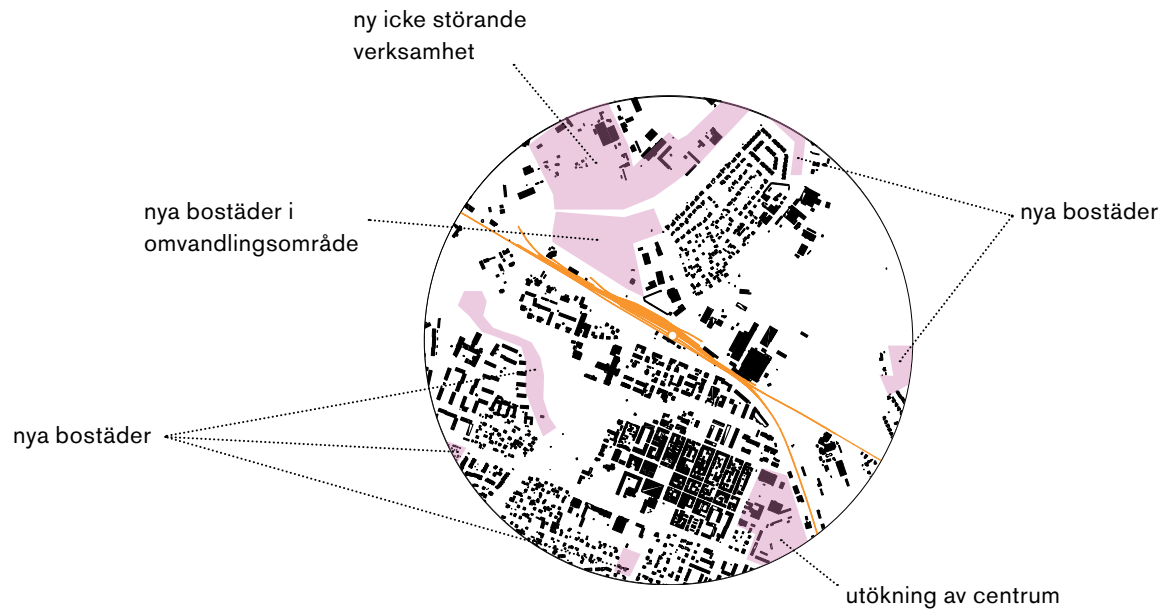 ny icke störande
verksamhet
nya bostäder i
omvandlingsområde
nya bostäder
nya bostäder
utökning av centrum